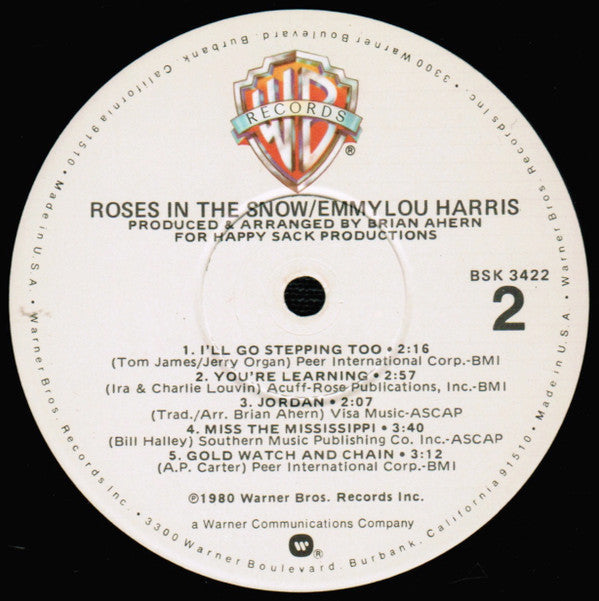 WB
RECORDS
®
ROSES IN THE SNOW/EMMYLOU HARRIS
PRODUCED & ARRANGED BY BRIAN AHERN
FOR HAPPY SACK PRODUCTIONS
BSK 3422
2
1. I'LL GO STEPPING TOO • 2:16
(Tom James/Jerry Organ) Peer International Corp.-BMI
2. YOU'RE LEARNING • 2:57
(Ira & Charlie Louvin) Acuff-Rose Publications, Inc.-BMI
3. JORDAN • 2:07
(Trad./Arr. Brian Ahern) Visa Music-ASCAP
4. MISS THE MISSISSIPPI • 3:40
(Bill Halley) Southern Music Publishing Co. Inc.-ASCAP
5. GOLD WATCH AND CHAIN • 3:12
(A.P. Carter) Peer International Corp.-BMI
℗1980 Warner Bros. Records Inc.
a Warner Communications Company
W ®
Warner Bros. Records Inc. • 3300 Warner Boulevard, Burbank, California 91510 • Made in U.S.A. • Warner Bros. Records Inc. • 3300 Warner Boulevard, Burbank, California 91510 • Made in U.S.A. •